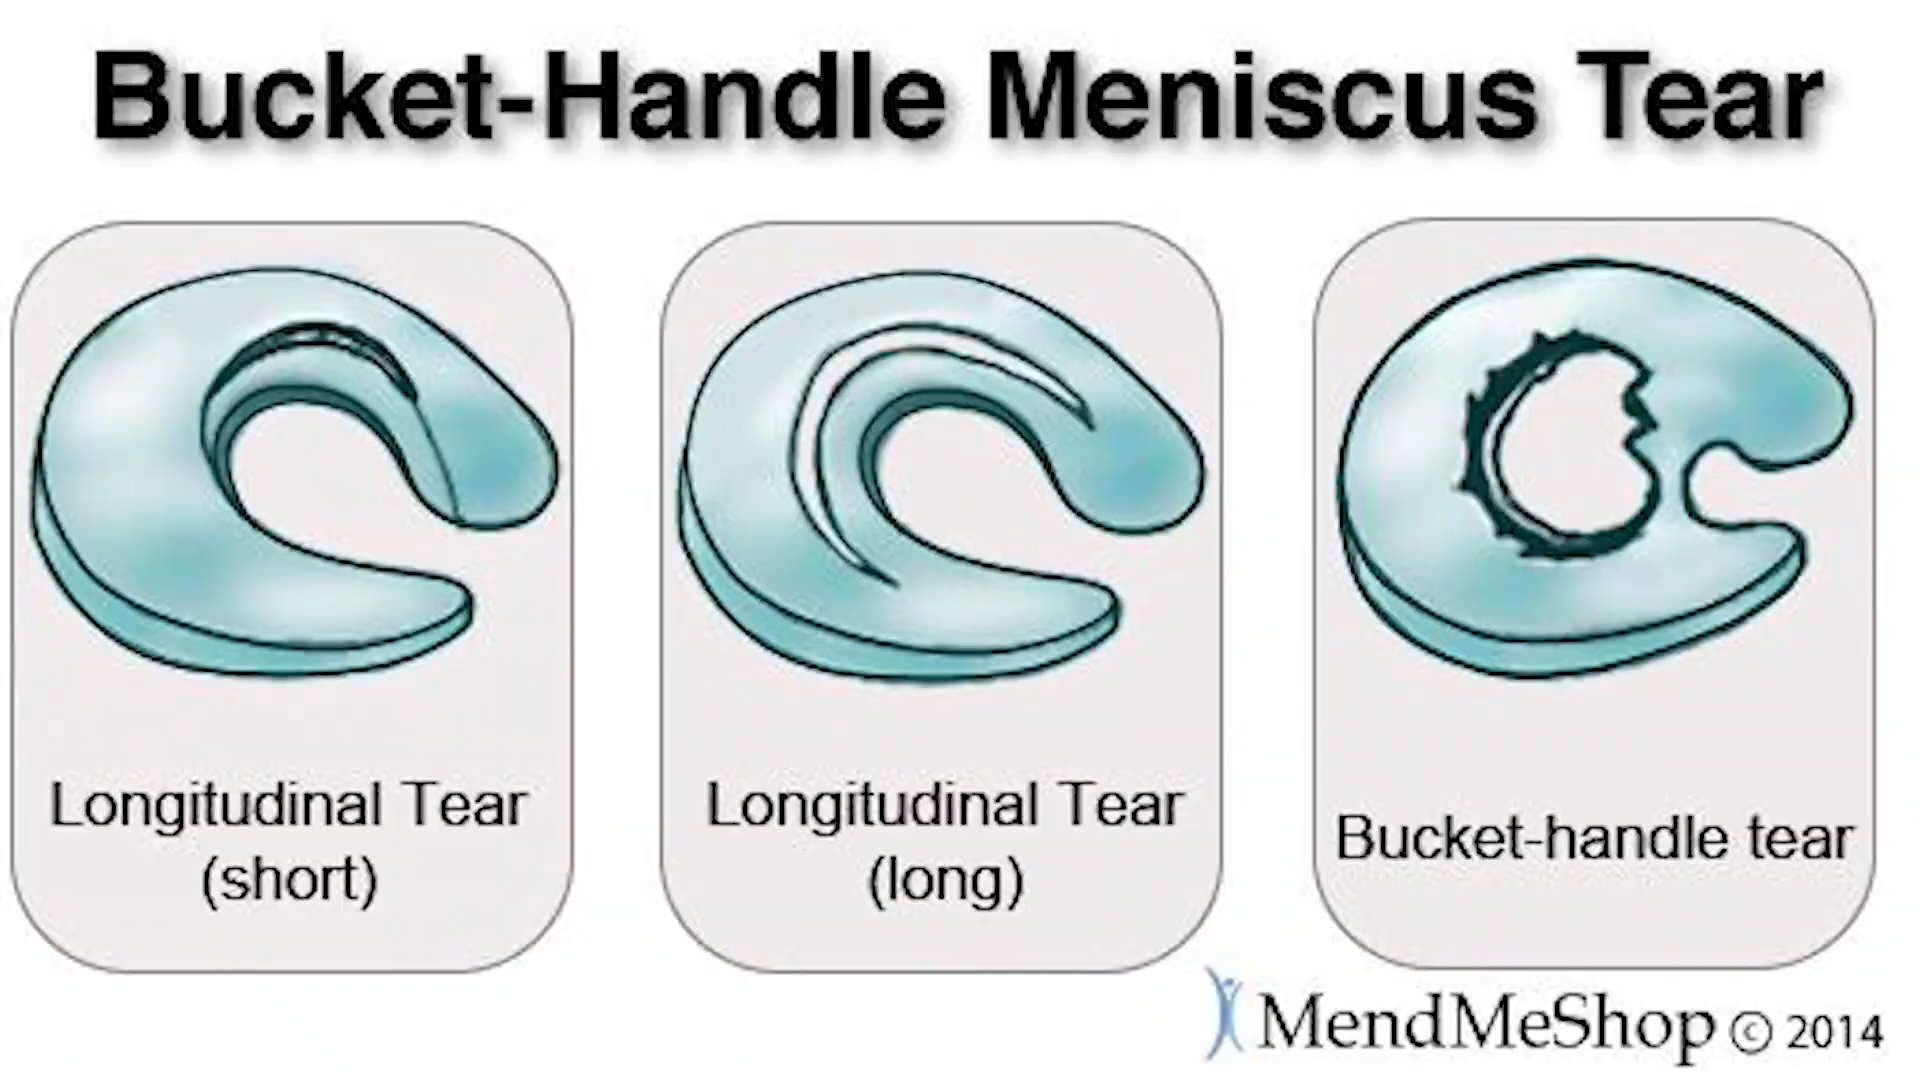 Bucket-Handle Meniscus Tear
Longitudinal Tear
(short)
Longitudinal Tear
(long)
Bucket-handle tear
MendMeShop © 2014